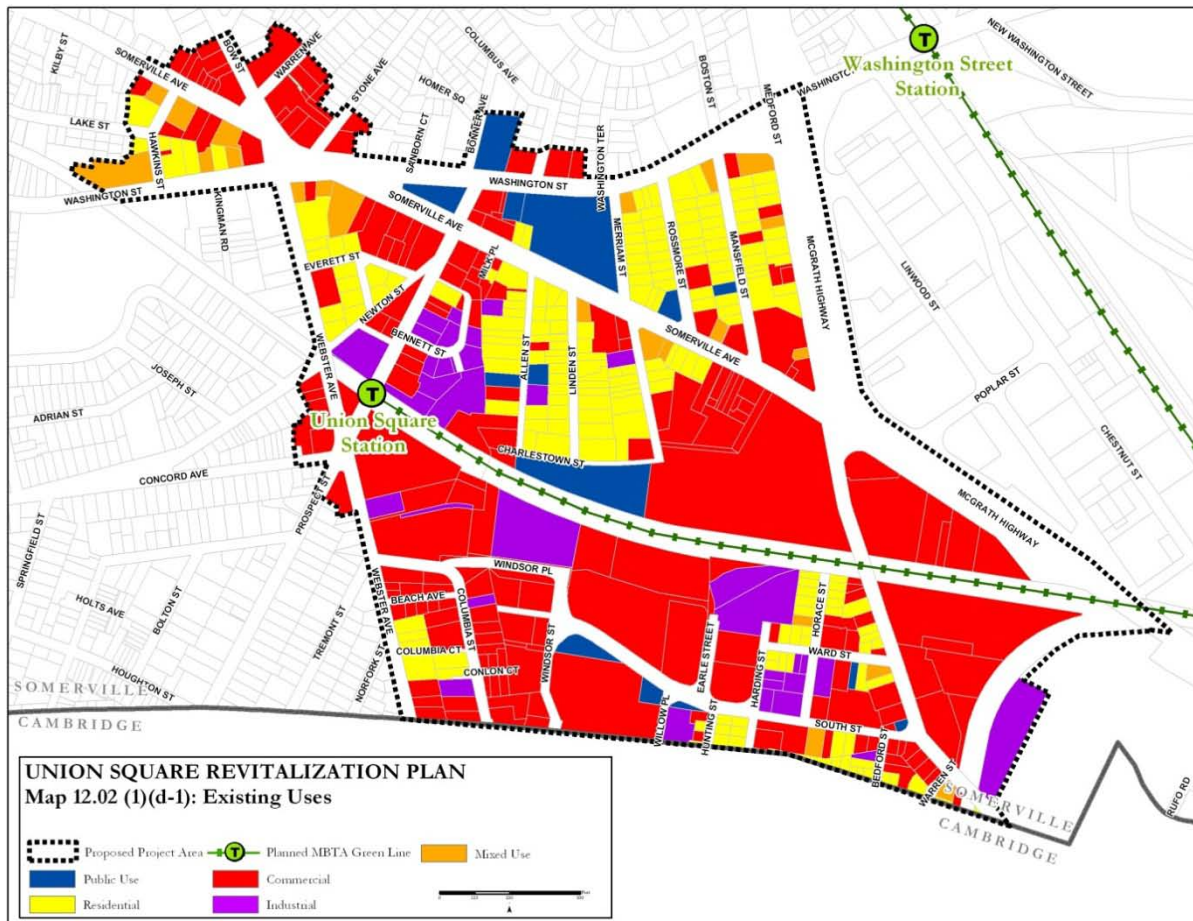 KILBY ST
SOMERVILLE AVE
BOW ST
WARREN AVE
STONE AVE
COLUMBUS AVE
HOMER SQ
BOSTON ST
MEDFORD ST
WASHINGTON
NEW WASHINGTON STREET
Washington Street
Station
LAKE ST
HAWKINS ST
SANBORN CT
BONNER AVE
WASHINGTON TER
WASHINGTON ST
KINGMAN RD
WASHINGTON ST
SOMERVILLE AVE
MERRIAM ST
ROSSMORE ST
MANSFIELD ST
MCGRATH HIGHWAY
LINWOOD ST
EVERETT ST
NEWTON ST
MILK PL
BENNETT ST
ALLEN ST
LINDEN ST
SOMERVILLE AVE
WEBSTER AVE
JOSEPH ST
ADRIAN ST
POPLAR ST
CHESTNUT ST
Union Square
Station
CHARLESTOWN ST
CONCORD AVE
PROSPECT ST
MCGRATH HIGHWAY
SPRINGFIELD ST
HOLTS AVE
BOLTON ST
TREMONT ST
HOUGHTON ST
NORFORK ST
WEBSTER AVE
WINDSOR PL
BEACH AVE
COLUMBIA ST
COLUMBIA CT
CONLON CT
WINDSOR ST
EARLE STREET
HORACE ST
WARD ST
HARDING ST
SOUTH ST
WILLOW PL
HUNTING ST
BEDFORD ST
WARREN ST
SOMERVILLE
CAMBRIDGE
SOMERVILLE
CAMBRIDGE
RUFO RD
UNION SQUARE REVITALIZATION PLAN
Map 12.02 (1)(d-1): Existing Uses
Proposed Project Area
Planned MBTA Green Line
Mixed Use
Public Use
Commercial
Residential
Industrial